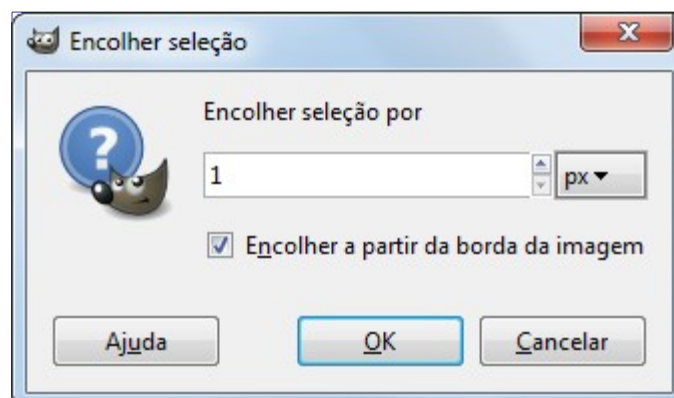 Encolher seleção
Encolher seleção por
1
px
Encolher a partir da borda da imagem
Ajuda
OK
Cancelar